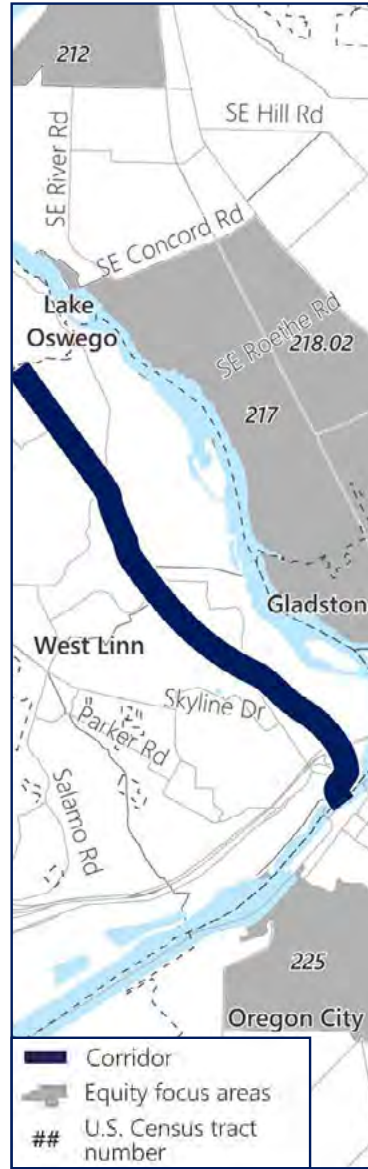 212
SE Hill Rd
SE River Rd
SE Concord Rd
Lake
Oswego
SE Roethe Rd
218.02
217
Gladston
West Linn
Skyline Dr
Parker Rd
Salamo Rd
225
Oregon City
Corridor
Equity focus areas
## U.S. Census tract
number